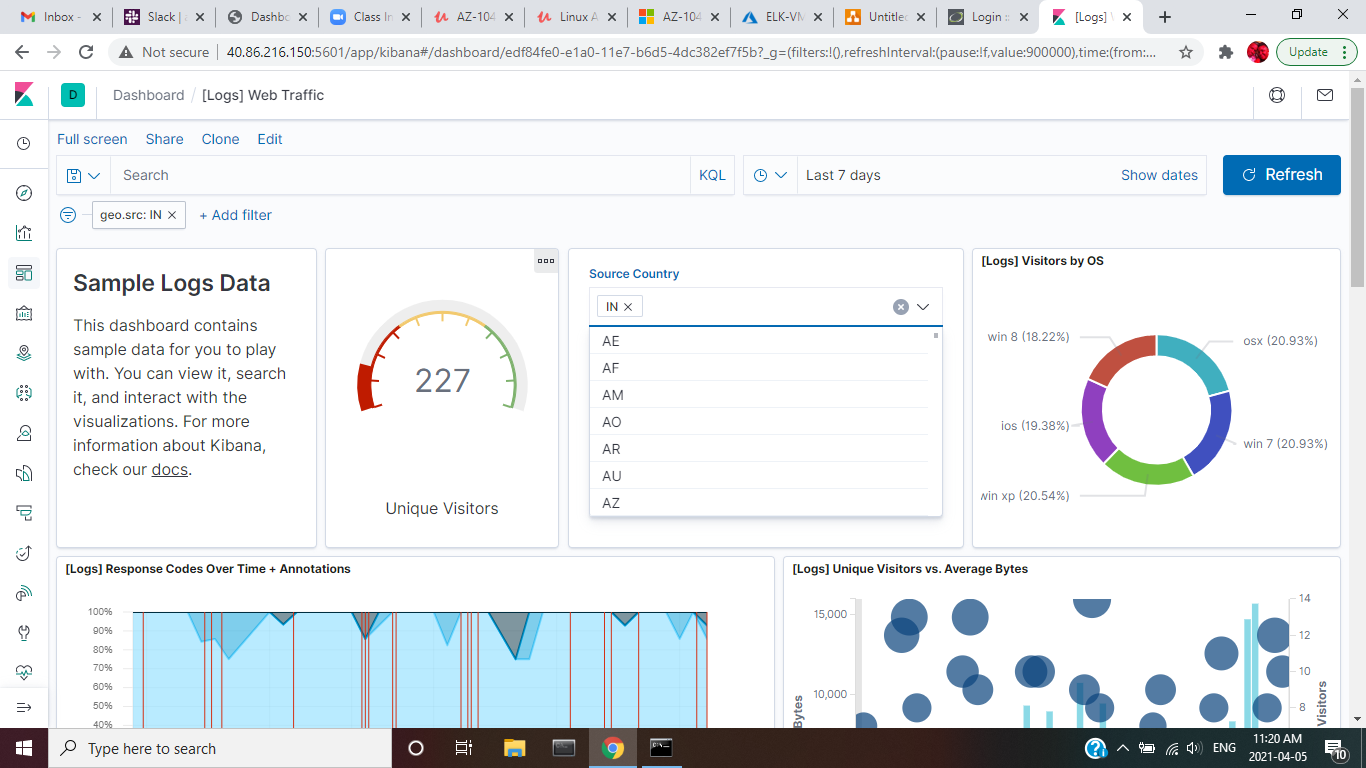 Inbox -
Slack |
Dashbo
Class In
AZ-104
Linux A
AZ-104
ELK-VM
Untitle
Login ::
[Logs] W
Not secure
40.86.216.150:5601/app/kibana#/dashboard/edf84fe0-e1a0-11e7-b6d5-4dc382ef7f5b?_g=(filters:!(),refreshInterval:(pause:!f,value:900000),time:(from:...
Update
D
Dashboard / [Logs] Web Traffic
Full screen Share Clone Edit
Search
KQL
Last 7 days
Show dates
Refresh
geo.src: IN ×
+ Add filter
Sample Logs Data
This dashboard contains
sample data for you to play
with. You can view it, search
it, and interact with the
visualizations. For more
information about Kibana,
check our docs.
227
Unique Visitors
Source Country
IN ×
AE
AF
AM
AO
AR
AU
AZ
[Logs] Visitors by OS
win 8 (18.22%)
osx (20.93%)
ios (19.38%)
win 7 (20.93%)
win xp (20.54%)
[Logs] Response Codes Over Time + Annotations
100%
90%
80%
70%
60%
50%
40%
[Logs] Unique Visitors vs. Average Bytes
15,000
10,000
Bytes
14
12
10
8
Visitors
Type here to search
ENG
11:20 AM
2021-04-05
10